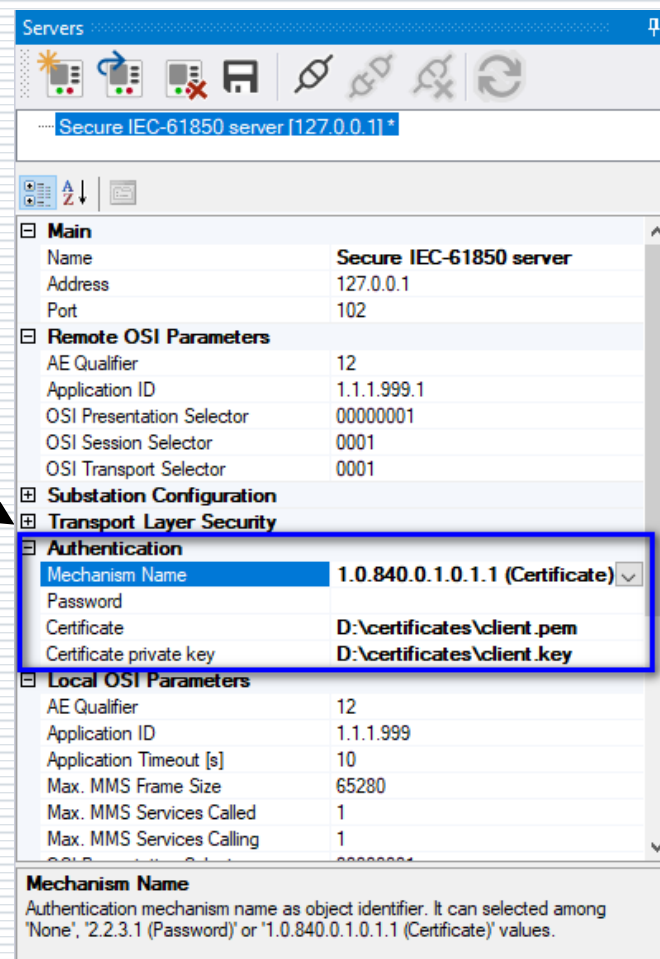 Servers
Secure IEC-61850 server [127.0.0.1] *
Main
Name Secure IEC-61850 server
Address 127.0.0.1
Port 102
Remote OSI Parameters
AE Qualifier 12
Application ID 1.1.1.999.1
OSI Presentation Selector 00000001
OSI Session Selector 0001
OSI Transport Selector 0001
Substation Configuration
Transport Layer Security
Authentication
Mechanism Name 1.0.840.0.1.0.1.1 (Certificate)
Password
Certificate D:\certificates\client.pem
Certificate private key D:\certificates\client.key
Local OSI Parameters
AE Qualifier 12
Application ID 1.1.1.999
Application Timeout [s] 10
Max. MMS Frame Size 65280
Max. MMS Services Called 1
Max. MMS Services Calling 1
Mechanism Name
Authentication mechanism name as object identifier. It can selected among
'None', '2.2.3.1 (Password)' or '1.0.840.0.1.0.1.1 (Certificate)' values.